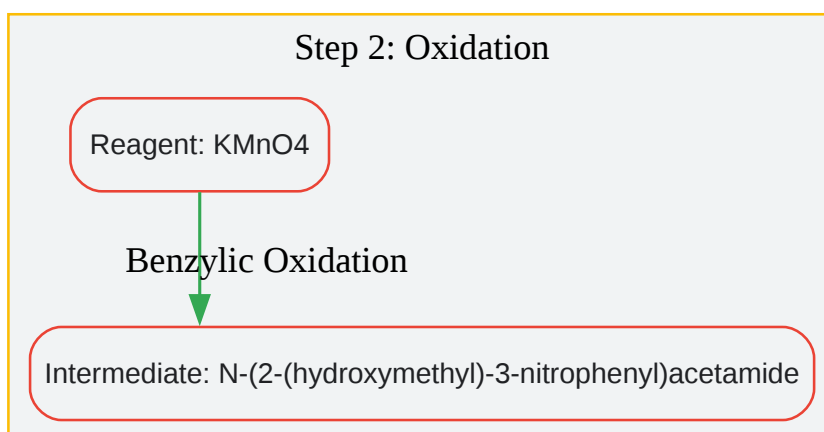 Step 2: Oxidation
Reagent: KMnO4
Benzylic Oxidation
Intermediate: N-(2-(hydroxymethyl)-3-nitrophenyl)acetamide